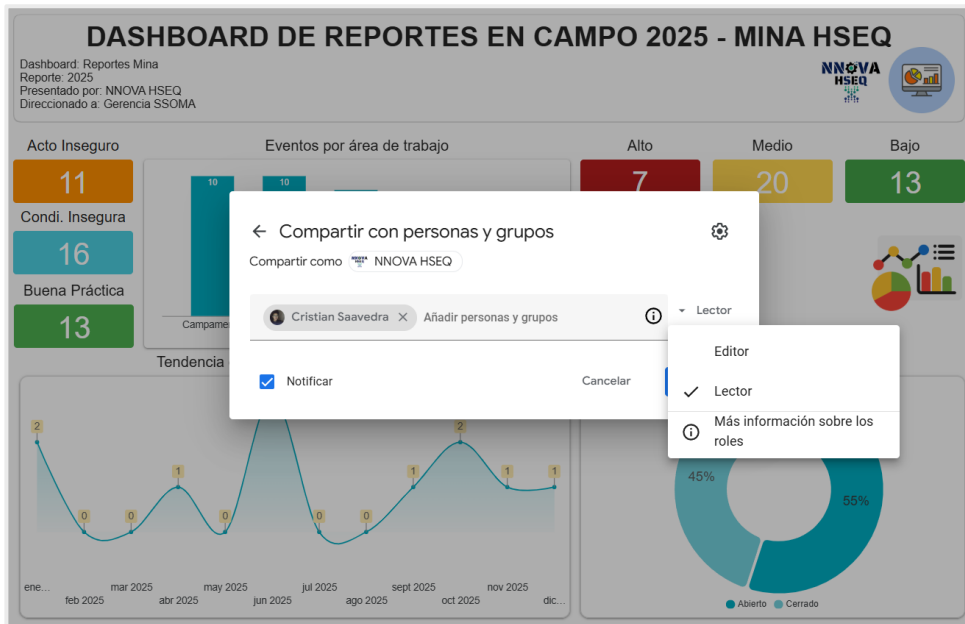 DASHBOARD DE REPORTES EN CAMPO 2025 - MINA HSEQ
Dashboard: Reportes Mina
Reporte: 2025
Presentado por: NNOVA HSEQ
Direccionado a: Gerencia SSOMA
NNOVA
HSEQ
Acto Inseguro
11
Condi. Insegura
16
Buena Práctica
13
Eventos por área de trabajo
10
10
Campame
Alto
7
Medio
20
Bajo
13
Compartir con personas y grupos
Compartir como NNOVA HSEQ
Cristian Saavedra
Añadir personas y grupos
Lector
Notificar
Cancelar
Editor
Lector
Más información sobre los
roles
Tendencia
2
0
0
1
0
0
0
1
2
1
1
ene...
feb 2025
mar 2025
abr 2025
may 2025
jun 2025
jul 2025
ago 2025
sept 2025
oct 2025
nov 2025
dic...
45%
55%
Abierto
Cerrado